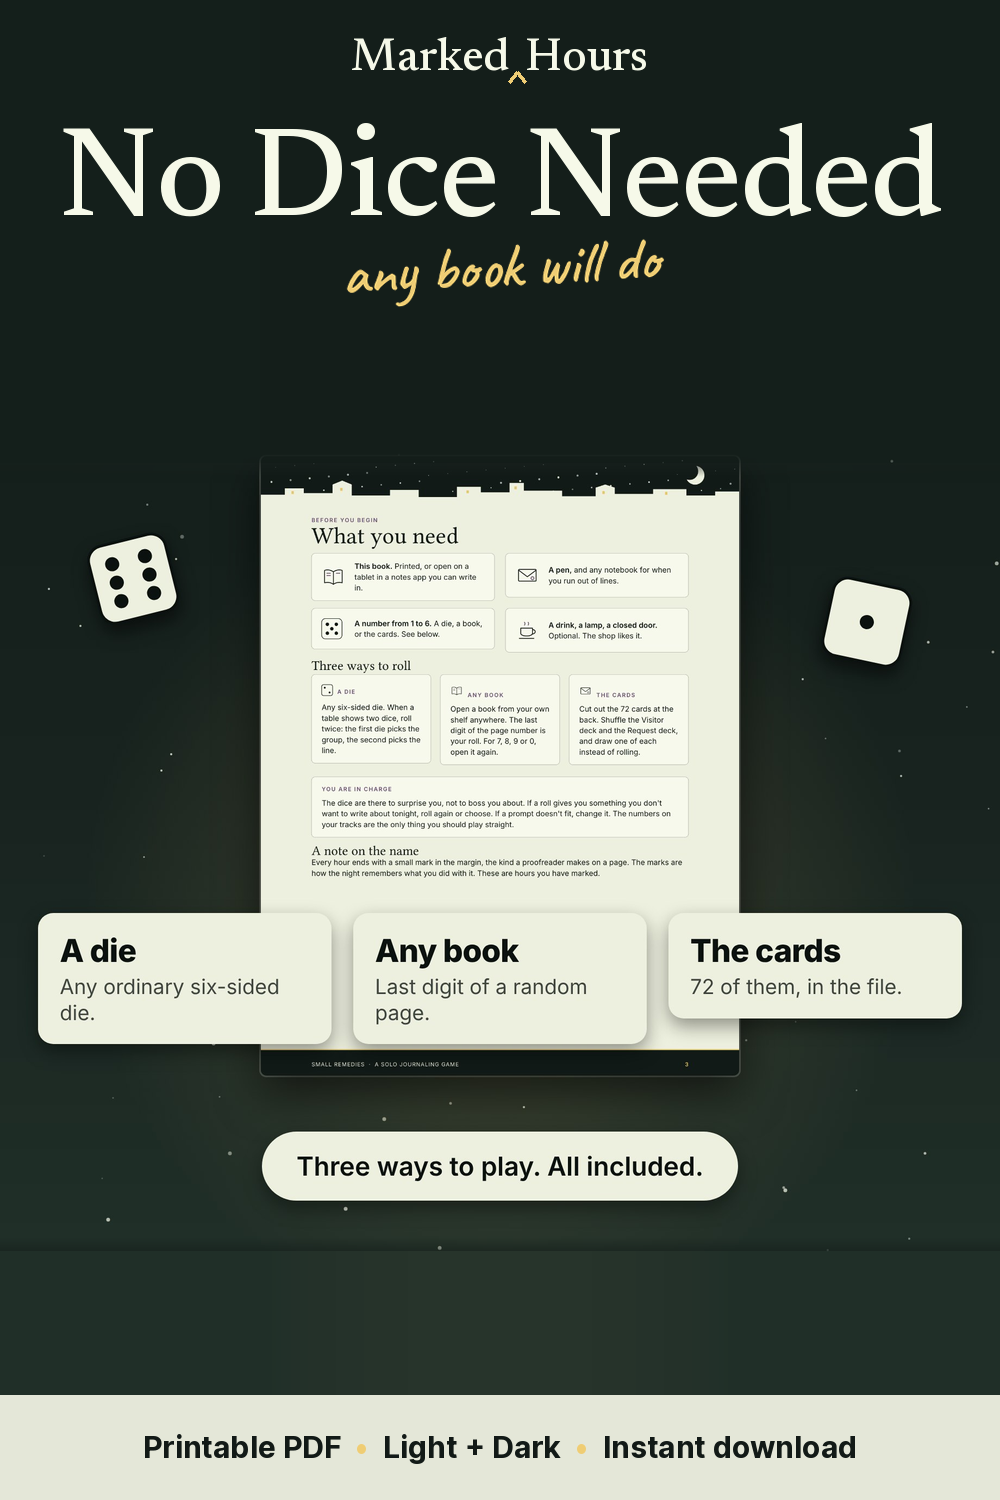 Marked Hours
^
No Dice Needed
any book will do
BEFORE YOU BEGIN
What you need
This book. Printed, or open on a
tablet in a notes app you can write
in.
A pen, and any notebook for when
you run out of lines.
A number from 1 to 6. A die, a book,
or the cards. See below.
A drink, a lamp, a closed door.
Optional. The shop likes it.
Three ways to roll
A DIE
Any six-sided die. When a
table shows two dice, roll
twice: the first die picks the
group, the second picks the
line.
ANY BOOK
Open a book from your own
shelf anywhere. The last
digit of the page number is
your roll. For 7, 8, 9 or 0,
open it again.
THE CARDS
Cut out the 72 cards at the
back. Shuffle the Visitor
deck and the Request deck,
and draw one of each
instead of rolling.
YOU ARE IN CHARGE
The dice are there to surprise you, not to boss you about. If a roll gives you something you don't
want to write about tonight, roll again or choose. If a prompt doesn't fit, change it. The numbers on
your tracks are the only thing you should play straight.
A note on the name
Every hour ends with a small mark in the margin, the kind a proofreader makes on a page. The marks are
how the night remembers what you did with it. These are hours you have marked.
A die
Any ordinary six-sided
die.
Any book
Last digit of a random
page.
The cards
72 of them, in the file.
SMALL REMEDIES · A SOLO JOURNALING GAME
3
Three ways to play. All included.
Printable PDF • Light + Dark • Instant download